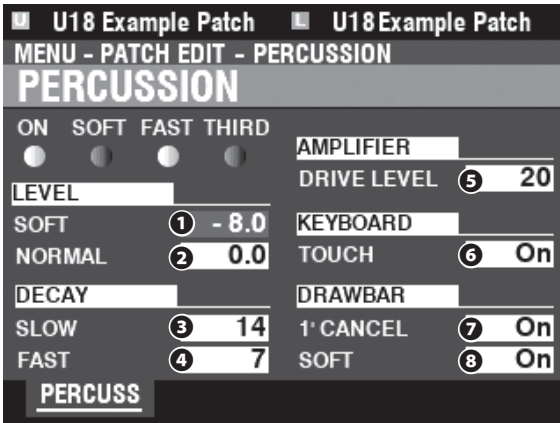 U U18 Example Patch L U18 Example Patch
MENU - PATCH EDIT - PERCUSSION
PERCUSSION
ON SOFT FAST THIRD
LEVEL
SOFT 1 - 8.0
NORMAL 2 0.0
DECAY
SLOW 3 14
FAST 4 7
AMPLIFIER
DRIVE LEVEL 5 20
KEYBOARD
TOUCH 6 On
DRAWBAR
1' CANCEL 7 On
SOFT 8 On
PERCUSS